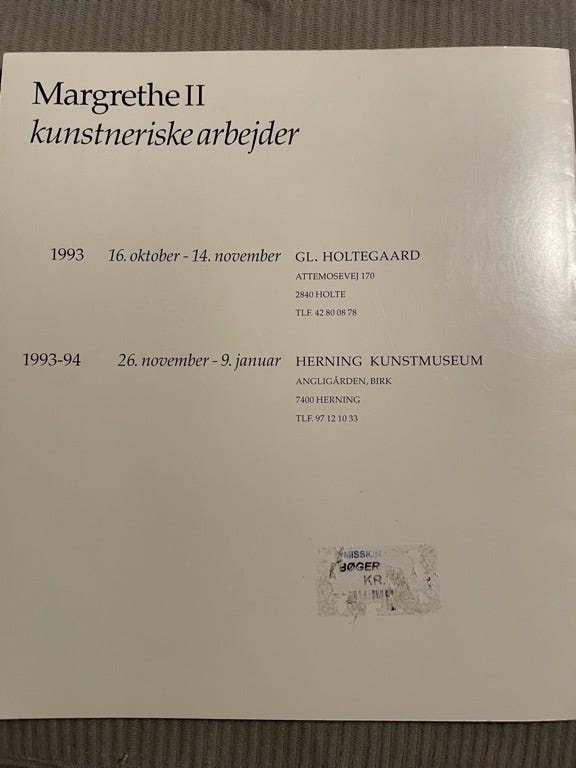 Margrethe II
kunstneriske arbejder
1993 16. oktober - 14. november GL. HOLTEGAARD
ATTEMOSEVEJ 170
2840 HOLTE
TLF. 42 80 08 78
1993-94 26. november - 9. januar HERNING KUNSTMUSEUM
ANGLIGÅRDEN, BIRK
7400 HERNING
TLF. 97 12 10 33
BØGER
KR.